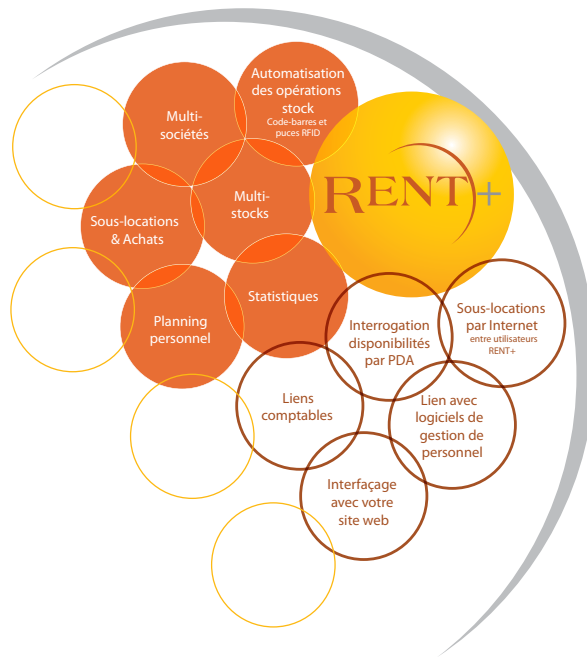 Automatisation
des opérations
stock
Code-barres et
puces RFID
Multi-
sociétés
RENT+
Multi-
stocks
Sous-locations
& Achats
Statistiques
Planning
personnel
Sous-locations
par Internet
entre utilisateurs
RENT+
Interrogation
disponibilités
par PDA
Liens
comptables
Lien avec
logiciels de
gestion de
personnel
Interfaçage
avec votre
site web